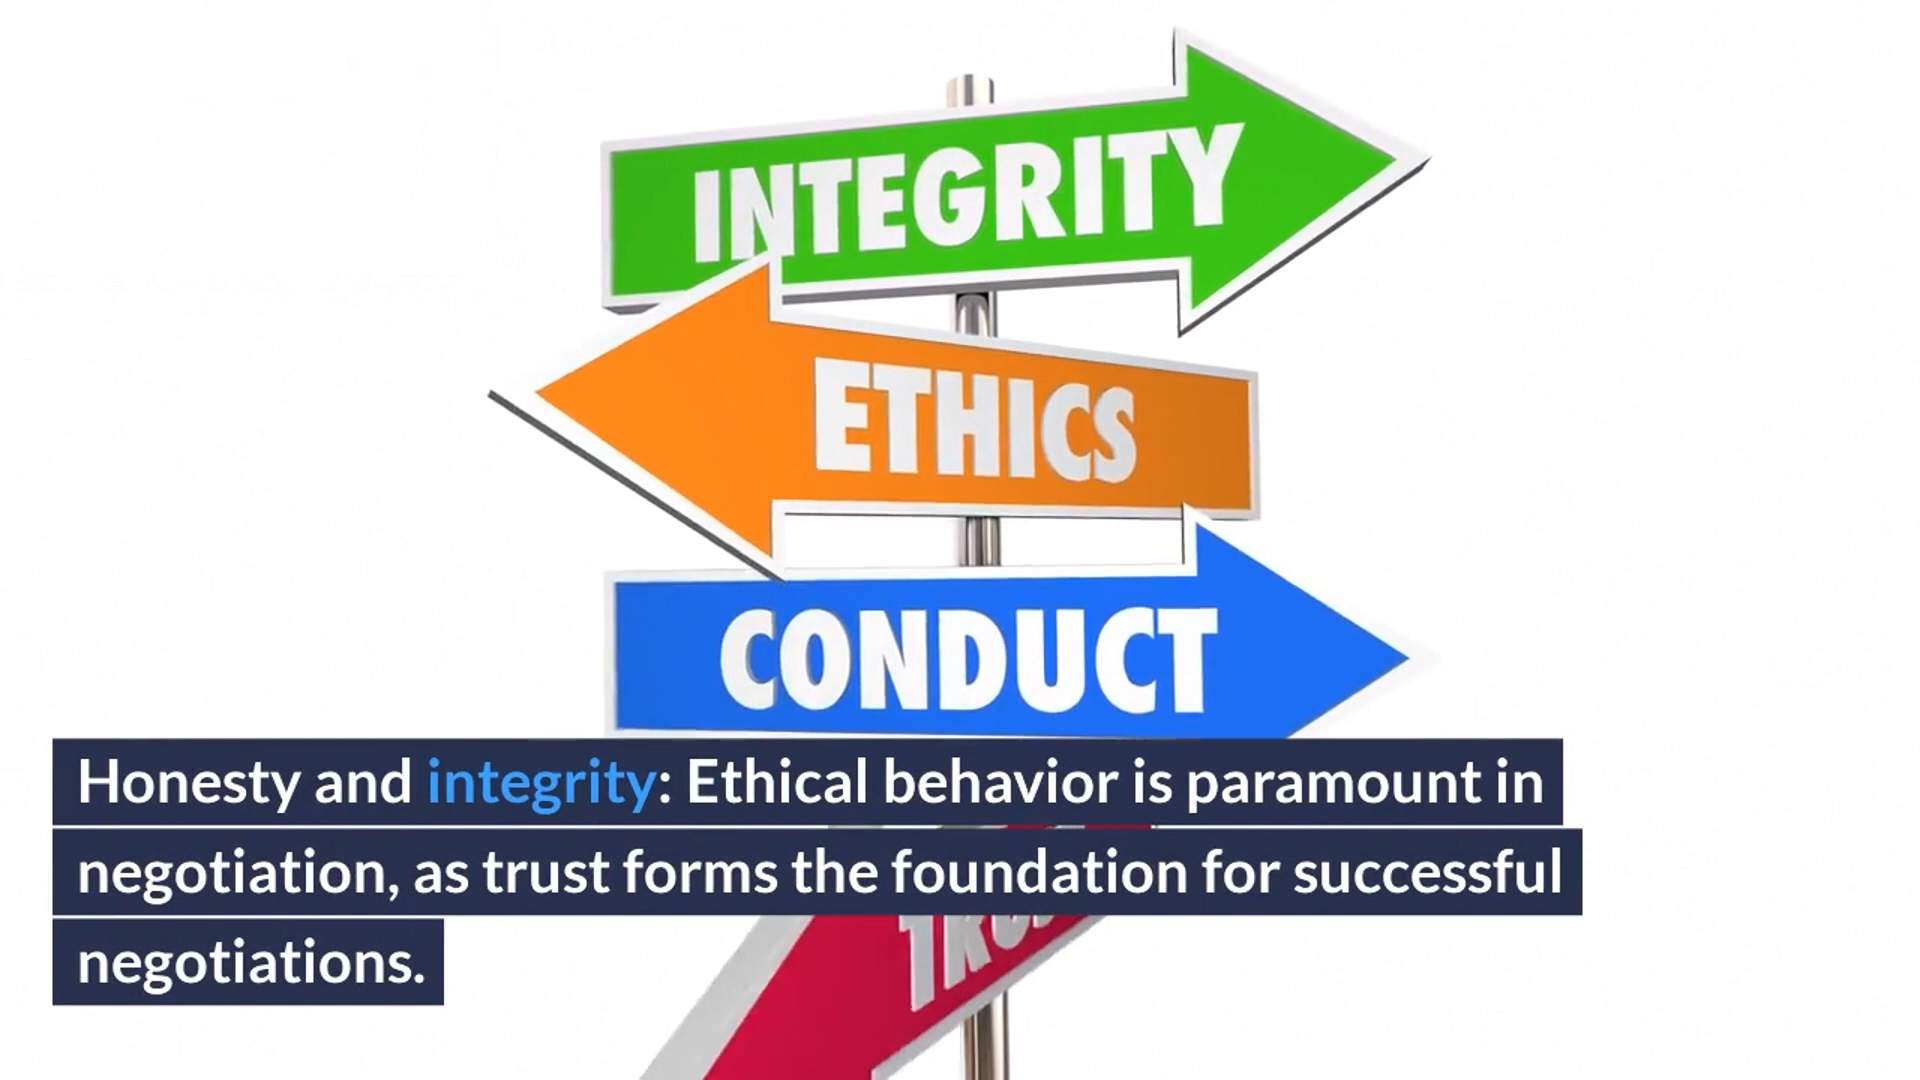 INTEGRITY
ETHICS
CONDUCT
Honesty and integrity: Ethical behavior is paramount in
negotiation, as trust forms the foundation for successful
negotiations.